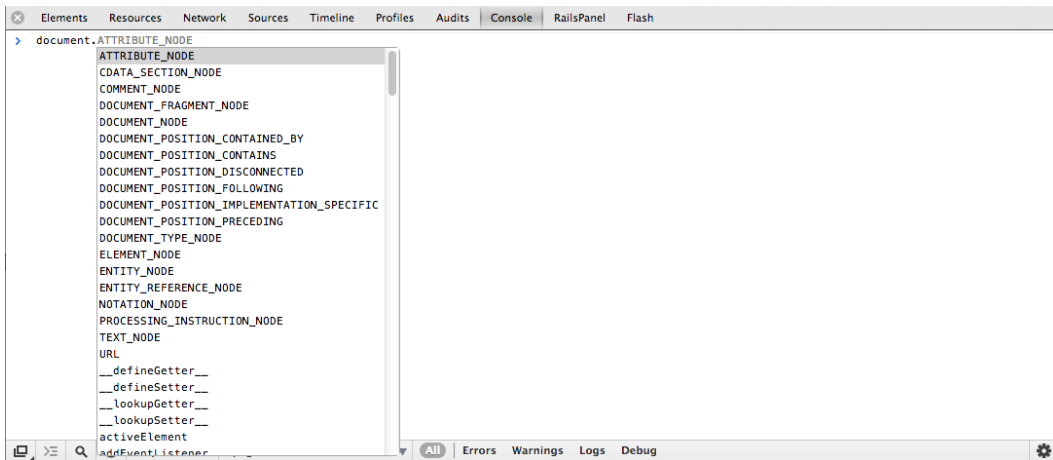 Elements Resources Network Sources Timeline Profiles Audits Console RailsPanel Flash
> document.ATTRIBUTE_NODE
ATTRIBUTE_NODE
CDATA_SECTION_NODE
COMMENT_NODE
DOCUMENT_FRAGMENT_NODE
DOCUMENT_NODE
DOCUMENT_POSITION_CONTAINED_BY
DOCUMENT_POSITION_CONTAINS
DOCUMENT_POSITION_DISCONNECTED
DOCUMENT_POSITION_FOLLOWING
DOCUMENT_POSITION_IMPLEMENTATION_SPECIFIC
DOCUMENT_POSITION_PRECEDING
DOCUMENT_TYPE_NODE
ELEMENT_NODE
ENTITY_NODE
ENTITY_REFERENCE_NODE
NOTATION_NODE
PROCESSING_INSTRUCTION_NODE
TEXT_NODE
URL
__defineGetter__
__defineSetter__
__lookupGetter__
__lookupSetter__
activeElement
addEventListener
All Errors Warnings Logs Debug